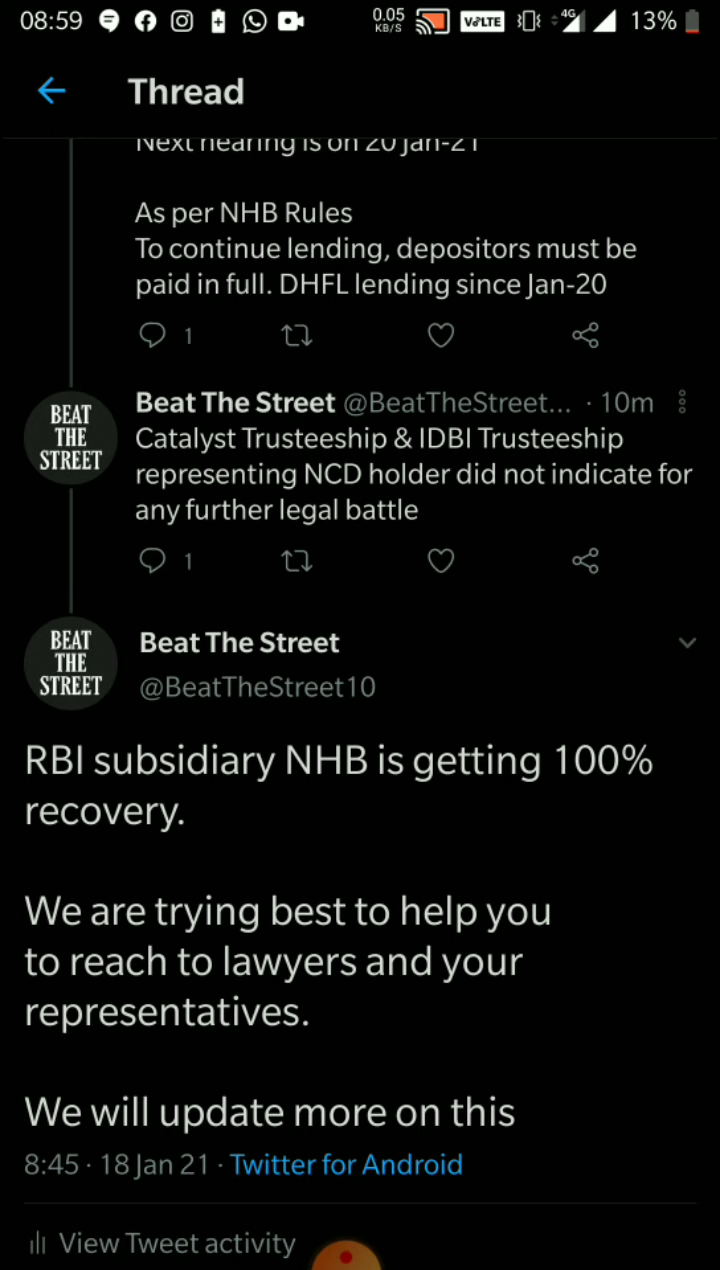 08:59
0.05
KB/S
VoLTE
4G
13%
Thread
Next hearing is on 20 Jan-21
As per NHB Rules
To continue lending, depositors must be
paid in full. DHFL lending since Jan-20
1
BEAT
THE
STREET
Beat The Street @BeatTheStreet... · 10m
Catalyst Trusteeship & IDBI Trusteeship
representing NCD holder did not indicate for
any further legal battle
1
BEAT
THE
STREET
Beat The Street
@BeatTheStreet10
RBI subsidiary NHB is getting 100%
recovery.
We are trying best to help you
to reach to lawyers and your
representatives.
We will update more on this
8:45 · 18 Jan 21 · Twitter for Android
View Tweet activity